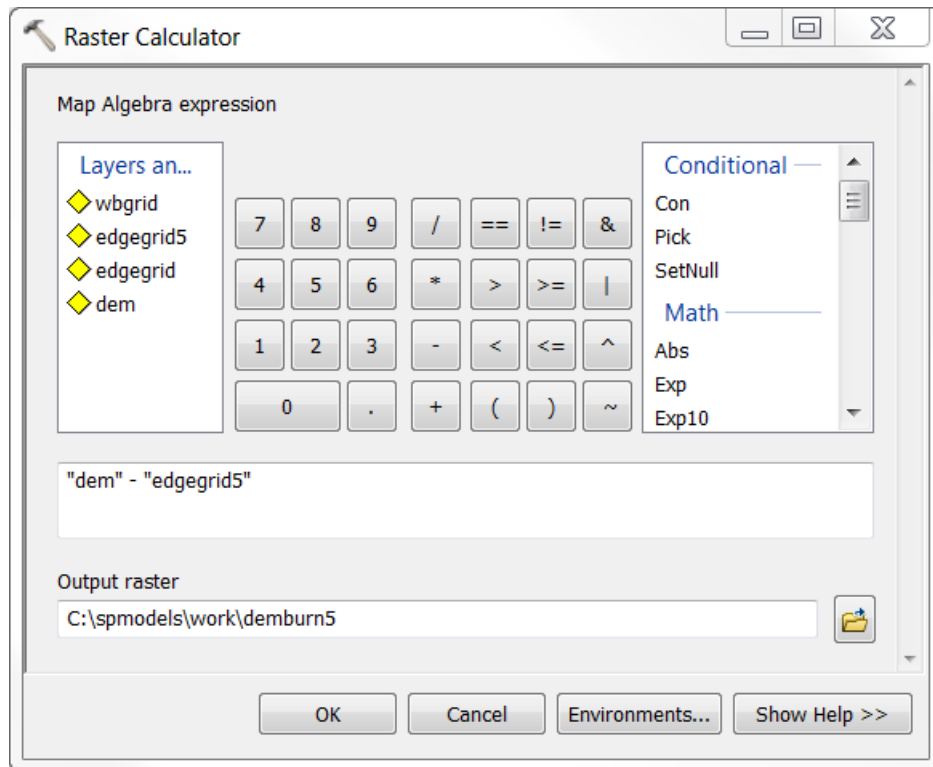 Raster Calculator
Map Algebra expression
Layers an...
wbgrid
edgegrid5
edgegrid
dem
7 8 9 / == != &
4 5 6 * > >= |
1 2 3 - < <= ^
0 . + ( ) ~
Conditional
Con
Pick
SetNull
Math
Abs
Exp
Exp10
"dem" - "edgegrid5"
Output raster
C:\spmodels\work\demburn5
OK Cancel Environments... Show Help >>